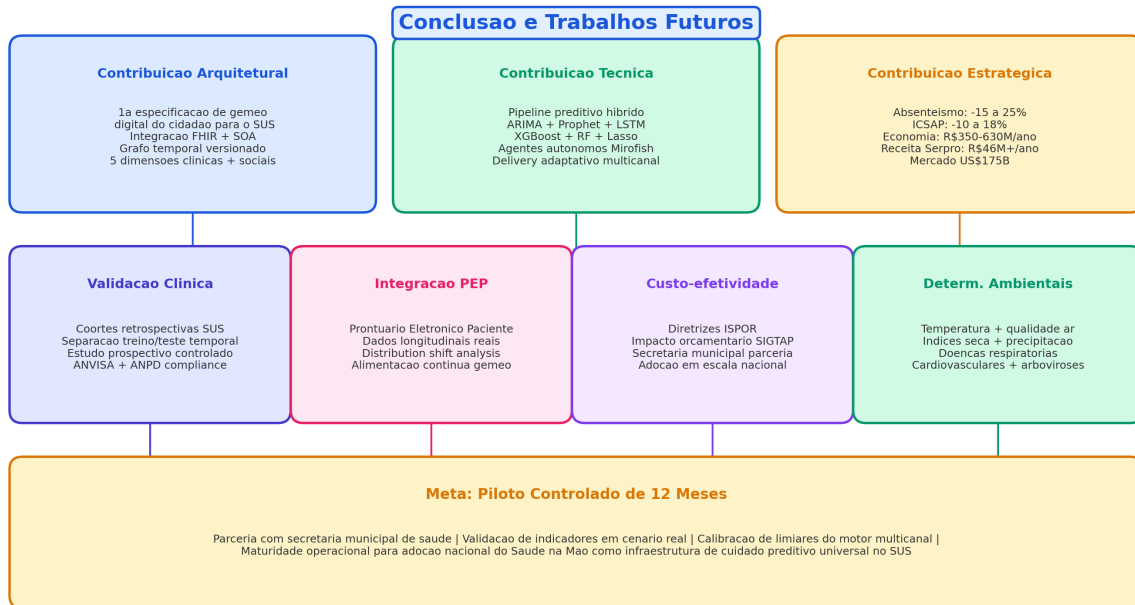 Conclusao e Trabalhos Futuros
Contribuicao Arquitetural
1a especificacao de gemeo
digital do cidadao para o SUS
Integracao FHIR + SOA
Grafo temporal versionado
5 dimensoes clinicas + sociais
Contribuicao Tecnica
Pipeline preditivo hibrido
ARIMA + Prophet + LSTM
XGBoost + RF + Lasso
Agentes autonomos Mirofish
Delivery adaptativo multicanal
Contribuicao Estrategica
Absenteismo: -15 a 25%
ICSAP: -10 a 18%
Economia: R$350-630M/ano
Receita Serpro: R$46M+/ano
Mercado US$175B
Validacao Clinica
Coortes retrospectivas SUS
Separacao treino/teste temporal
Estudo prospectivo controlado
ANVISA + ANPD compliance
Integracao PEP
Prontuario Eletronico Paciente
Dados longitudinais reais
Distribution shift analysis
Alimentacao continua gemeo
Custo-efetividade
Diretrizes ISPOR
Impacto orcamentario SIGTAP
Secretaria municipal parceria
Adocao em escala nacional
Determ. Ambientais
Temperatura + qualidade ar
Indices seca + precipitacao
Doencas respiratorias
Cardiovasculares + arboviroses
Meta: Piloto Controlado de 12 Meses
Parceria com secretaria municipal de saude | Validacao de indicadores em cenario real | Calibracao de limiares do motor multicanal |
Maturidade operacional para adocao nacional do Saude na Mao como infraestrutura de cuidado preditivo universal no SUS